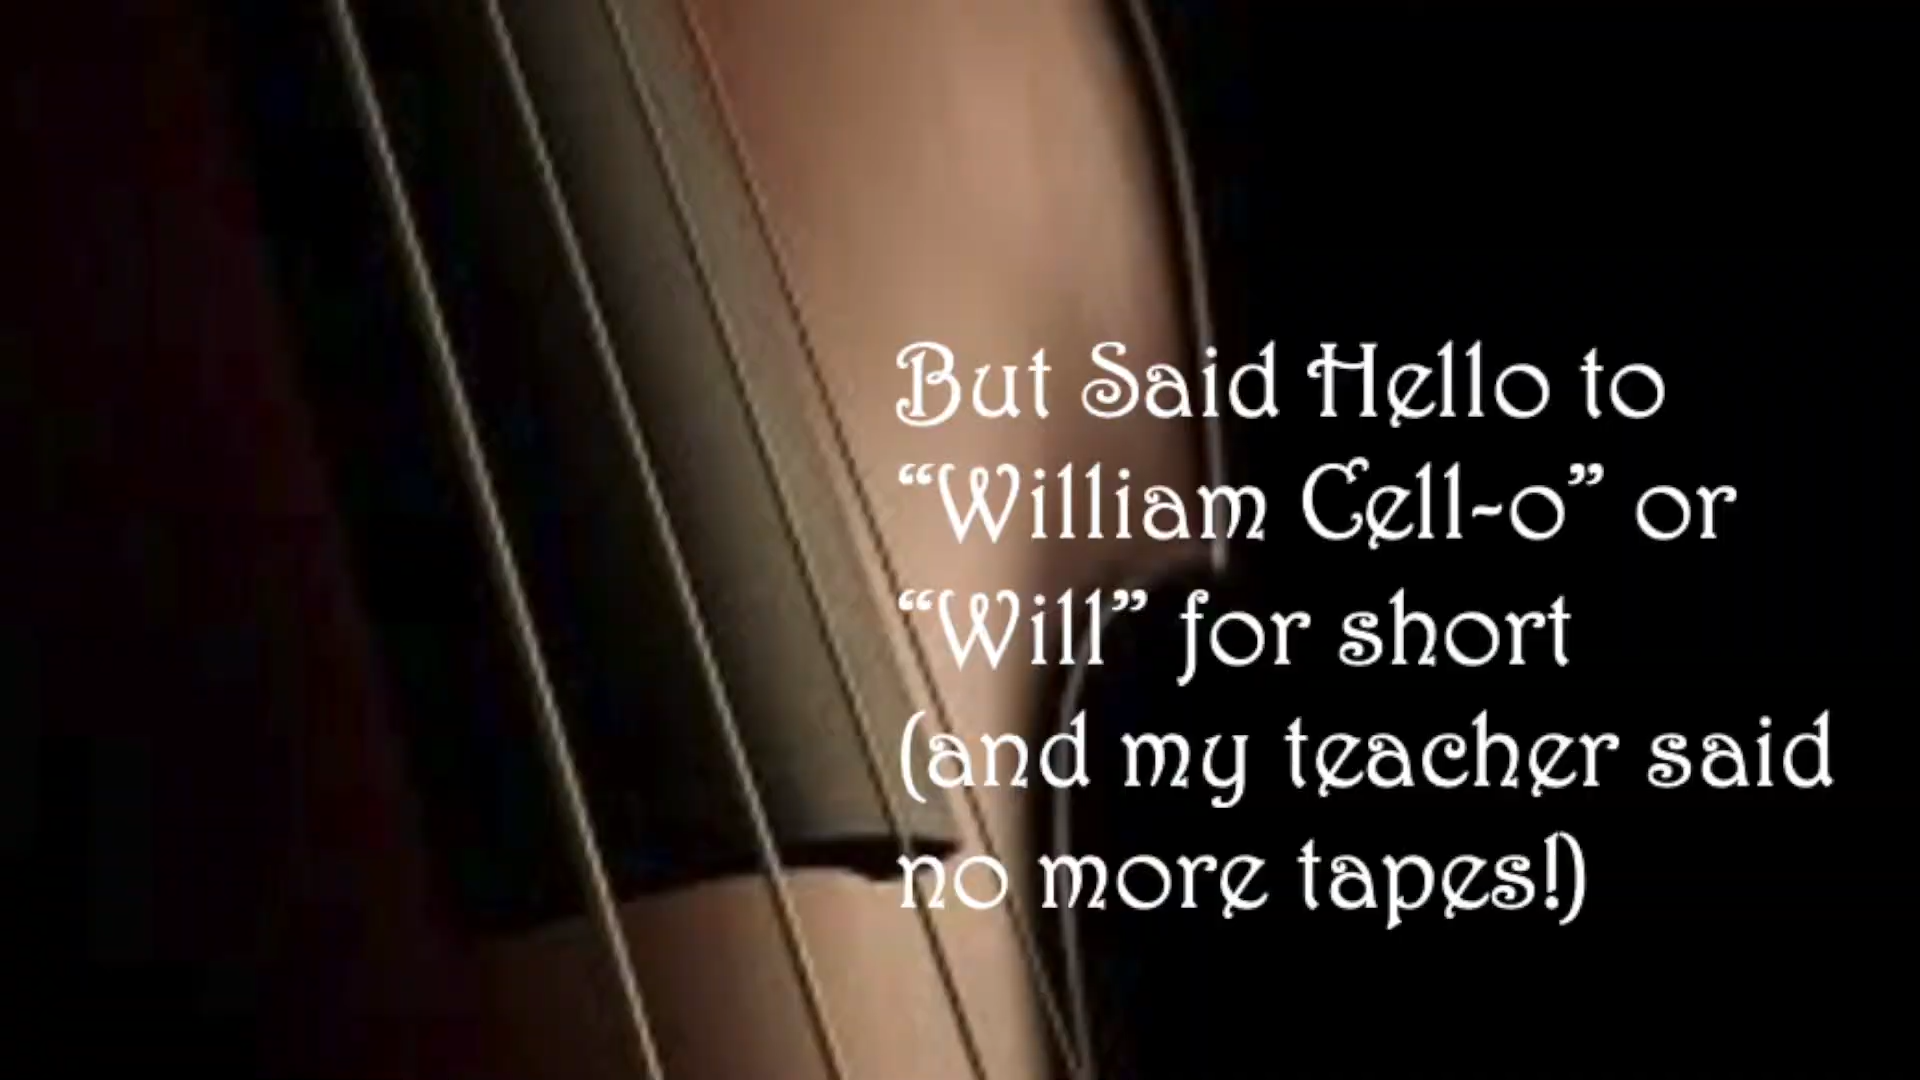 But Said Hello to
“William Cell-o” or
“Will” for short
(and my teacher said
no more tapes!)